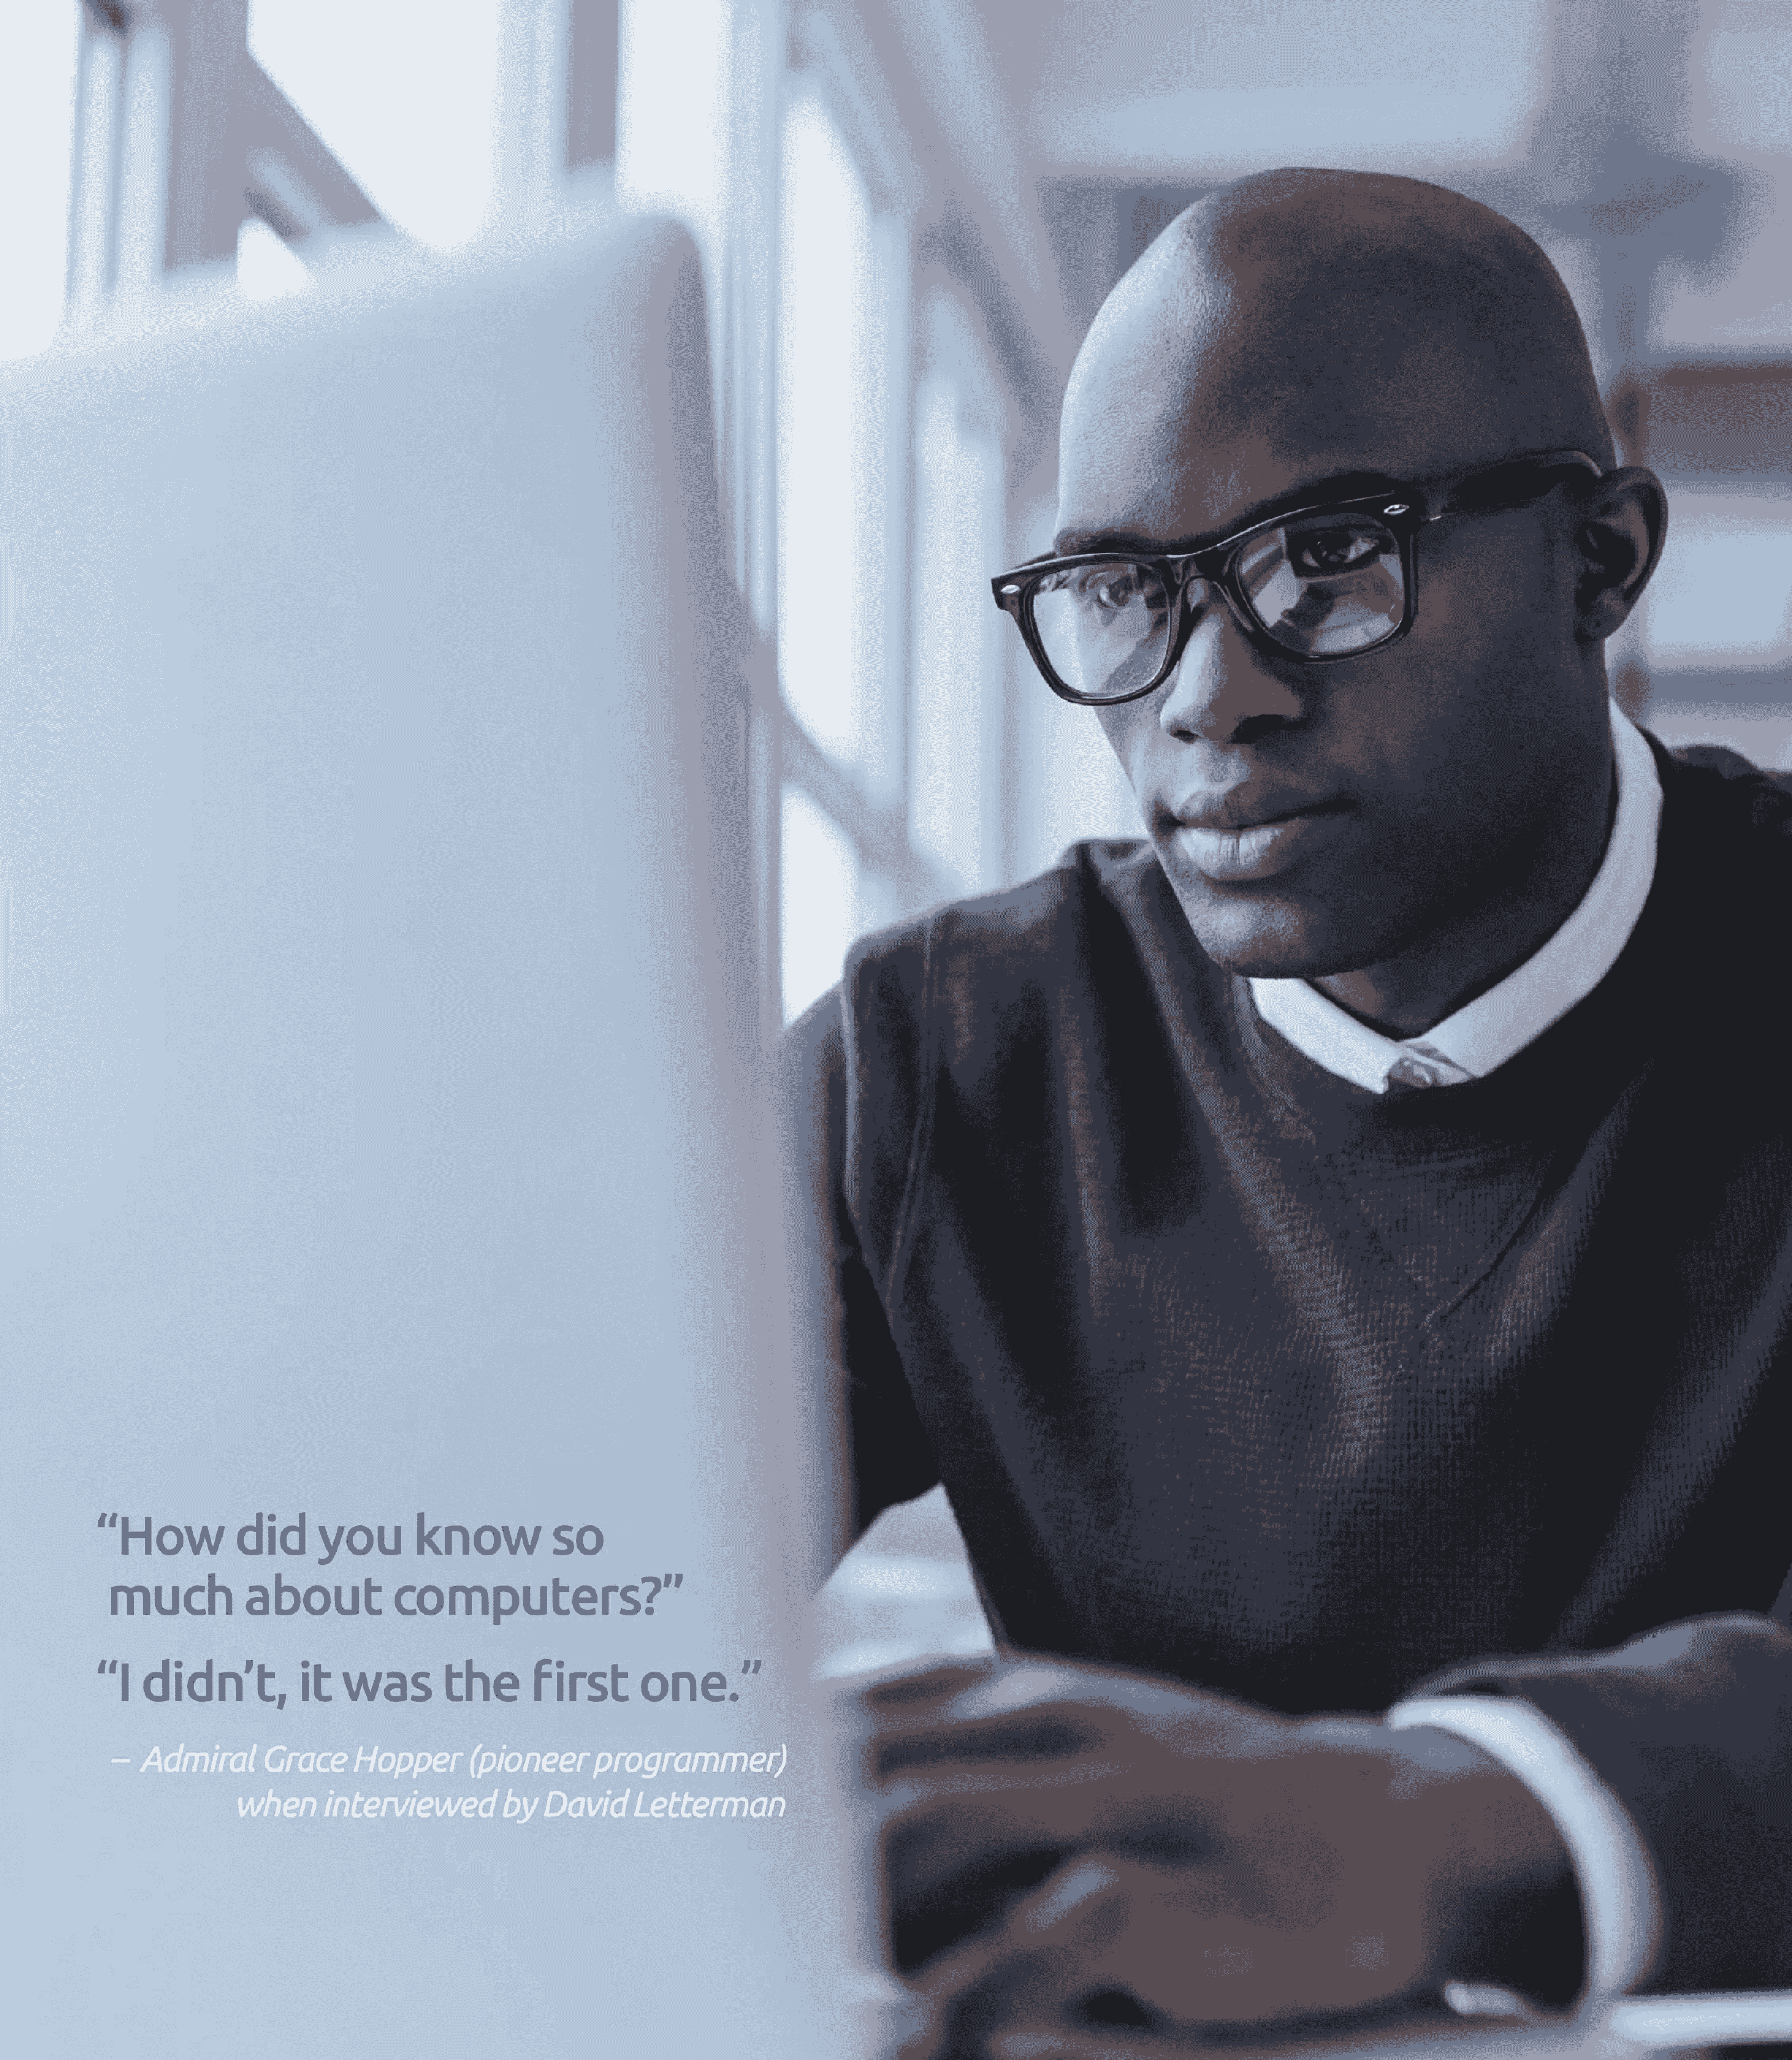 “How did you know so
much about computers?”
“I didn’t, it was the first one.”
– Admiral Grace Hopper (pioneer programmer)
when interviewed by David Letterman